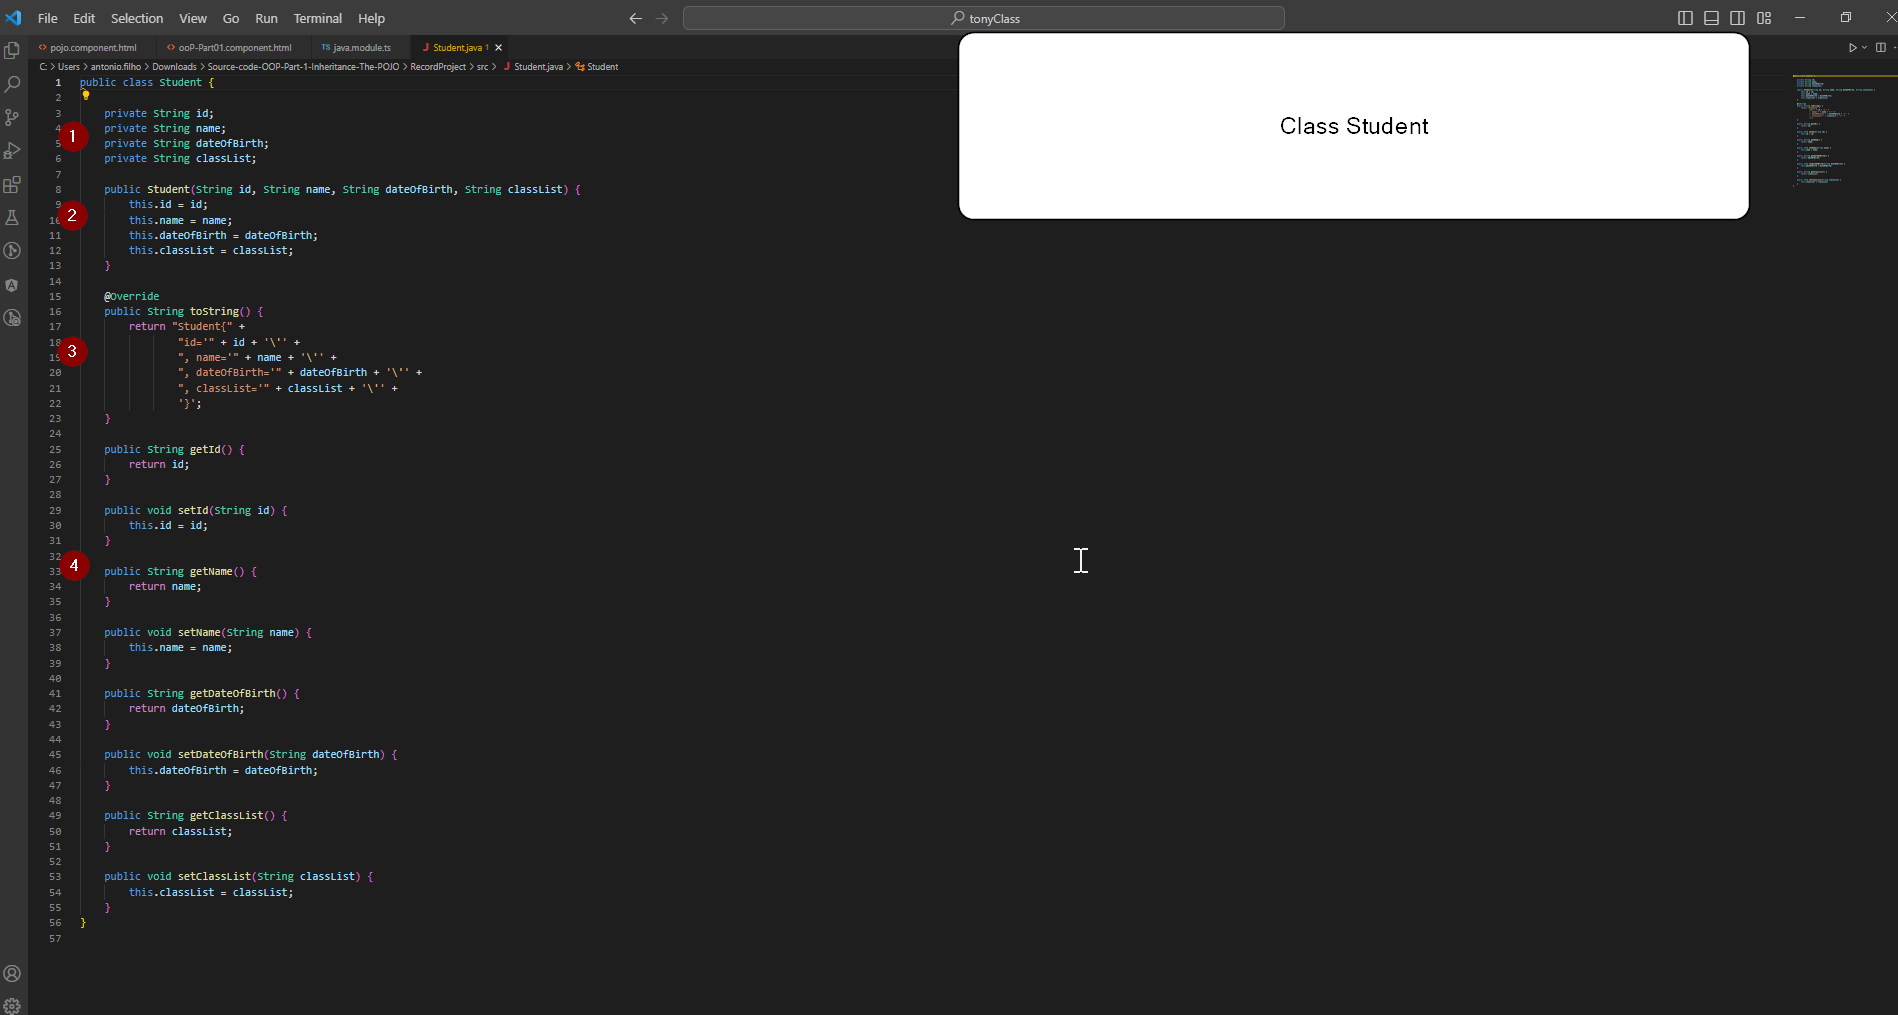 File Edit Selection View Go Run Terminal Help
tonyClass
pojo.component.html ooP-Part01.component.html TS java.module.ts J Student.java 1
C: > Users > antonio.filho > Downloads > Source-code-OOP-Part-1-Inheritance-The-POJO > RecordProject > src > J Student.java > Student
Class Student
1 public class Student {
2
3 private String id;
4 private String name;
5 private String dateOfBirth;
6 private String classList;
7
8 public Student(String id, String name, String dateOfBirth, String classList) {
9 this.id = id;
10 this.name = name;
11 this.dateOfBirth = dateOfBirth;
12 this.classList = classList;
13 }
14
15 @Override
16 public String toString() {
17 return "Student{" +
18 "id='" + id + '\'' +
19 ", name='" + name + '\'' +
20 ", dateOfBirth='" + dateOfBirth + '\'' +
21 ", classList='" + classList + '\'' +
22 '}';
23 }
24
25 public String getId() {
26 return id;
27 }
28
29 public void setId(String id) {
30 this.id = id;
31 }
32
33 public String getName() {
34 return name;
35 }
36
37 public void setName(String name) {
38 this.name = name;
39 }
40
41 public String getDateOfBirth() {
42 return dateOfBirth;
43 }
44
45 public void setDateOfBirth(String dateOfBirth) {
46 this.dateOfBirth = dateOfBirth;
47 }
48
49 public String getClassList() {
50 return classList;
51 }
52
53 public void setClassList(String classList) {
54 this.classList = classList;
55 }
56 }
57
1
2
3
4